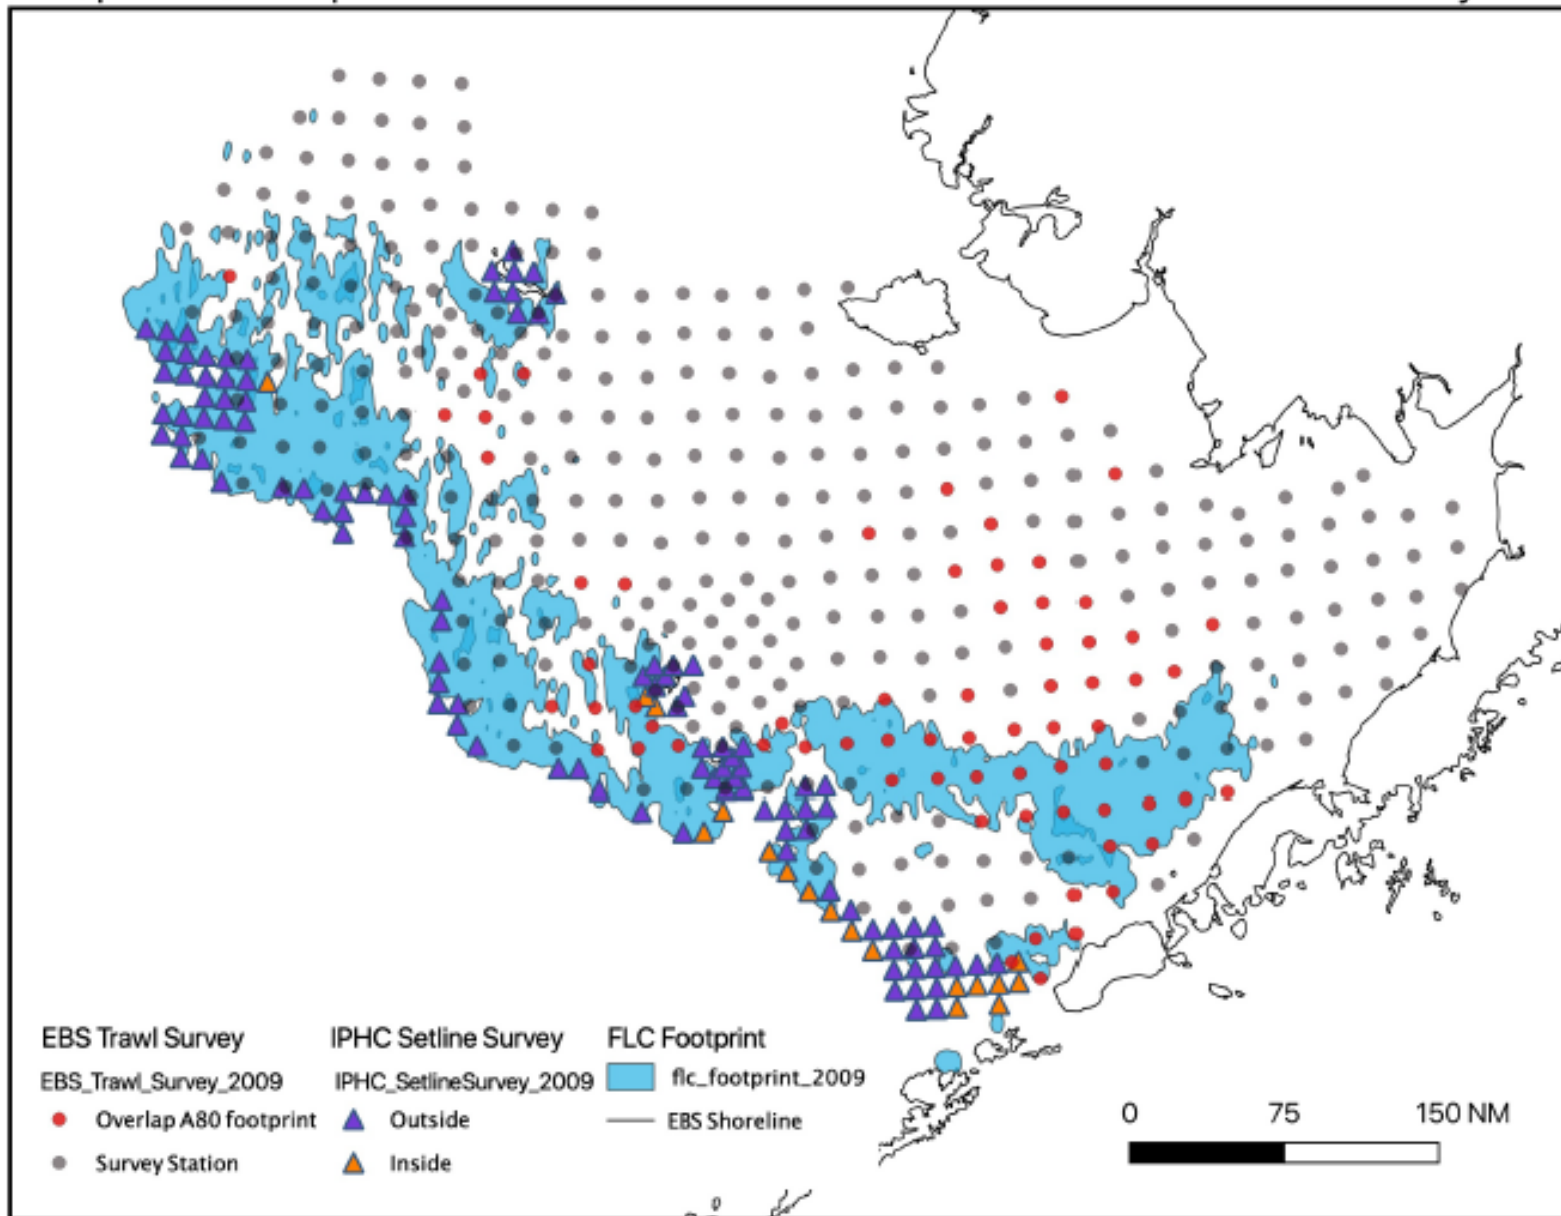 EBS Trawl Survey
IPHC Setline Survey
FLC Footprint
EBS_Trawl_Survey_2009
IPHC_SetlineSurvey_2009
flc_footprint_2009
Overlap A80 footprint
Outside
EBS Shoreline
Survey Station
Inside
0 75 150 NM